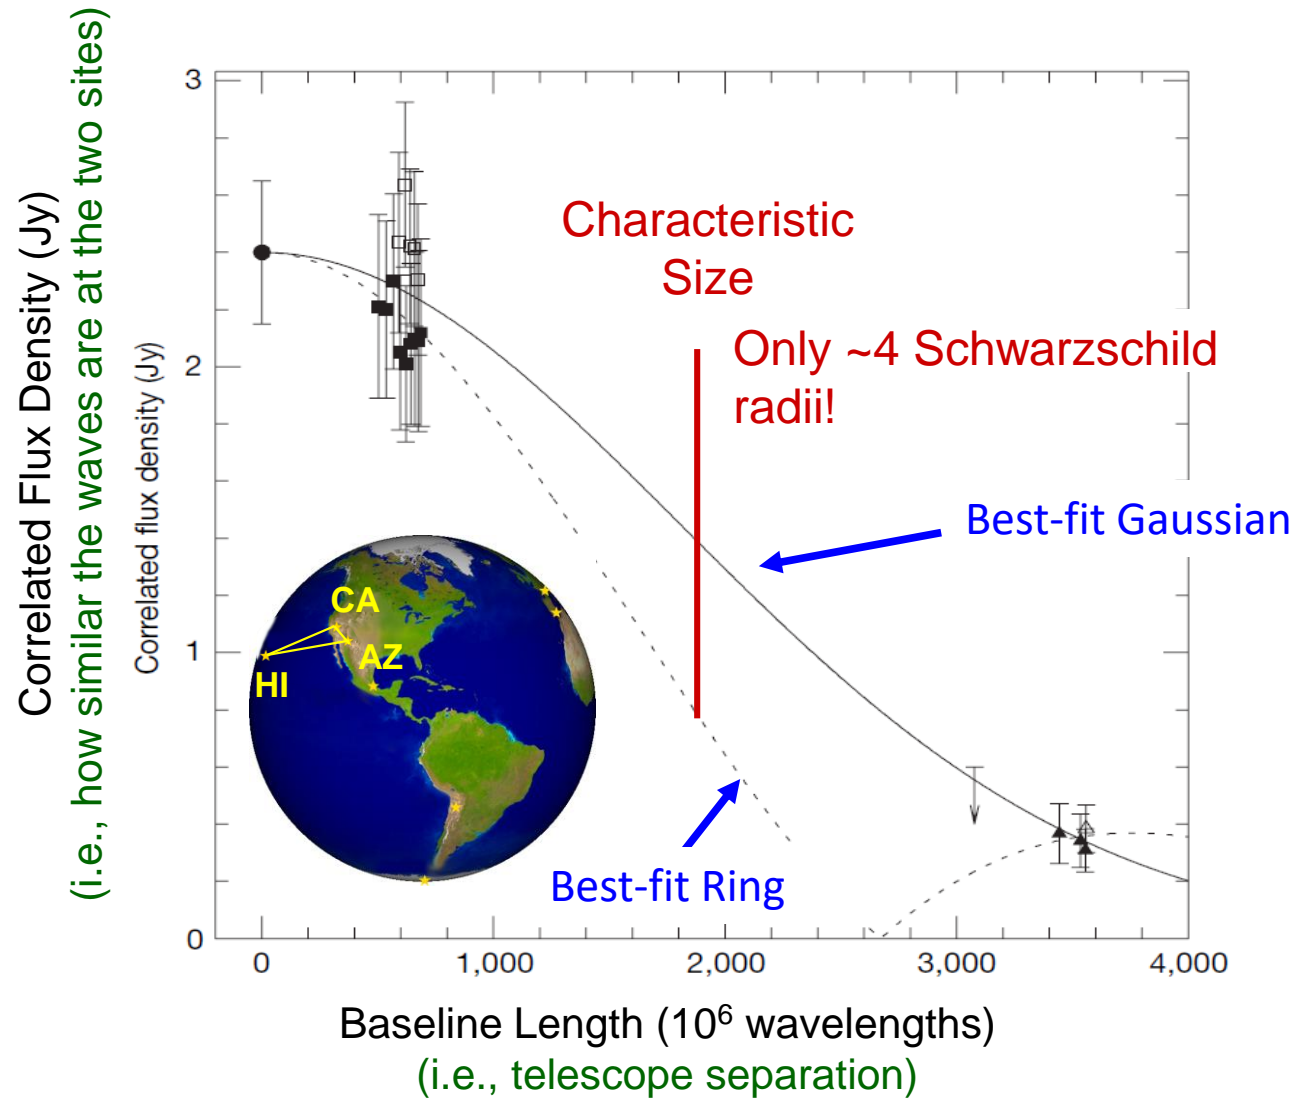 Correlated Flux Density (Jy)
(i.e., how similar the waves are at the two sites)
Correlated flux density (Jy)
3
2
1
0
Characteristic
Size
Only ~4 Schwarzschild
radii!
Best-fit Gaussian
Best-fit Ring
CA
AZ
HI
0
1,000
2,000
3,000
4,000
Baseline Length (10⁶ wavelengths)
(i.e., telescope separation)